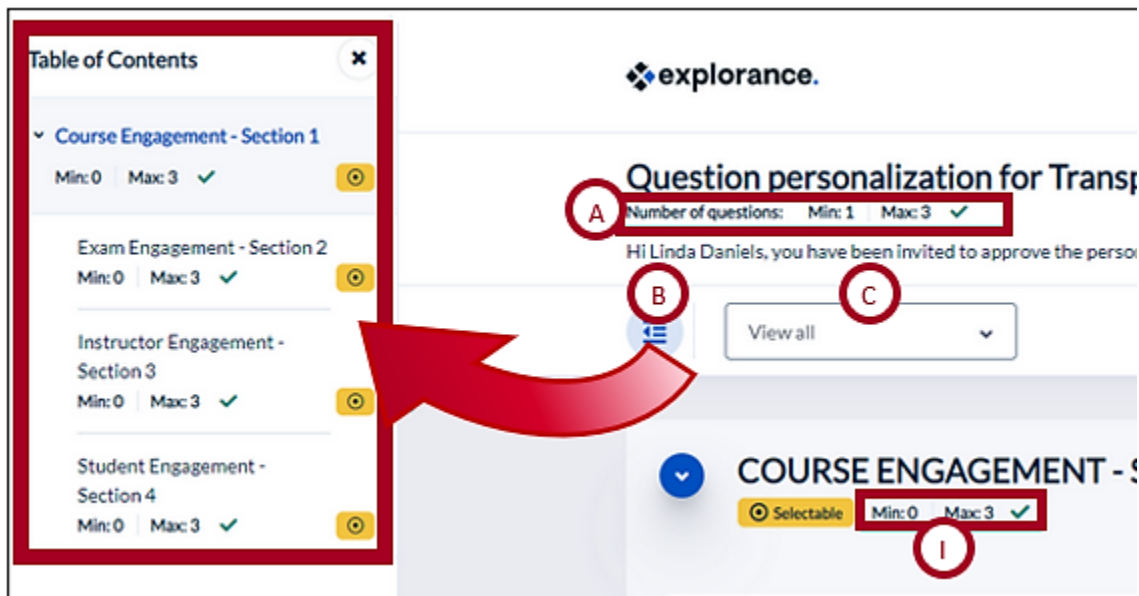 Table of Contents
Course Engagement - Section 1
Min: 0 Max: 3
Exam Engagement - Section 2
Min: 0 Max: 3
Instructor Engagement -
Section 3
Min: 0 Max: 3
Student Engagement -
Section 4
Min: 0 Max: 3
explorance.
Question personalization for Transp
A
Number of questions: Min: 1 Max: 3
Hi Linda Daniels, you have been invited to approve the person
B
C
View all
COURSE ENGAGEMENT - S
Selectable Min: 0 Max: 3
I